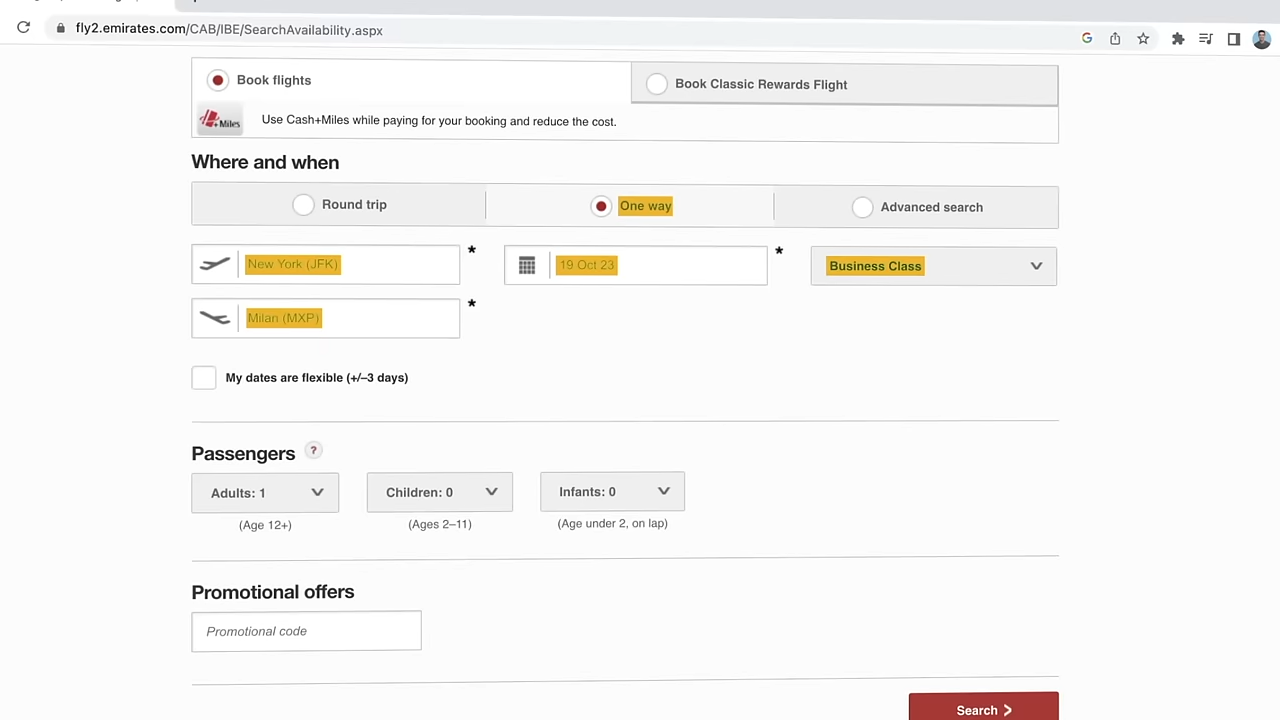 fly2.emirates.com/CAB/IBE/SearchAvailability.aspx
Book flights
Book Classic Rewards Flight
+Miles
Use Cash+Miles while paying for your booking and reduce the cost.
Where and when
Round trip
One way
Advanced search
New York (JFK)
*
19 Oct 23
*
Business Class
Milan (MXP)
*
My dates are flexible (+/–3 days)
Passengers
?
Adults: 1
Children: 0
Infants: 0
(Age 12+)
(Ages 2–11)
(Age under 2, on lap)
Promotional offers
Promotional code
Search